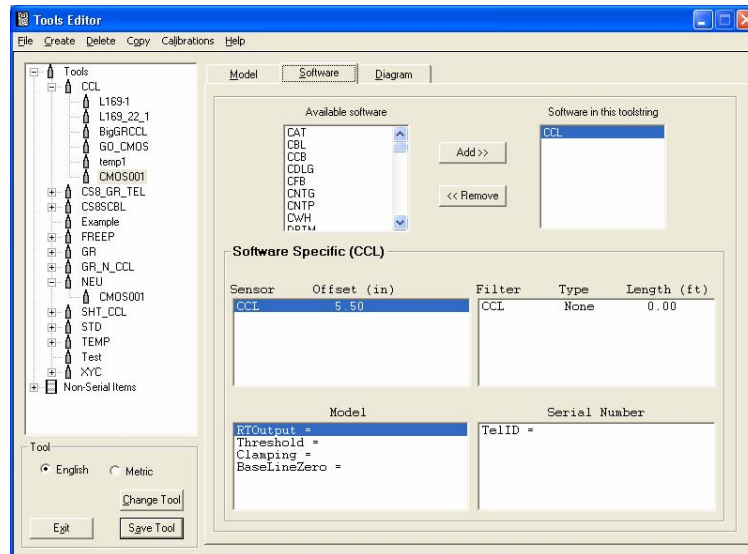 Tools Editor
File Create Delete Copy Calibrations Help
Tools
CCL
L169-1
L169_22_1
BigGRCCL
GO_CMOS
temp1
CMOS001
CS8_GR_TEL
CS8SCBL
Example
FREEP
GR
GR_N_CCL
NEU
CMOS001
SHT_CCL
STD
TEMP
Test
XYC
Non-Serial Items
Tool
English Metric
Change Tool
Exit Save Tool
Model Software Diagram
Available software
CAT
CBL
CCB
CDLG
CFB
CNTG
CNTP
CWH
DPTM
Add >>
<< Remove
Software in this toolstring
CCL
Software Specific (CCL)
Sensor Offset (in)
CCL 5.50
Filter Type Length (ft)
CCL None 0.00
Model
RTOutput =
Threshold =
Clamping =
BaseLineZero =
Serial Number
TelID =